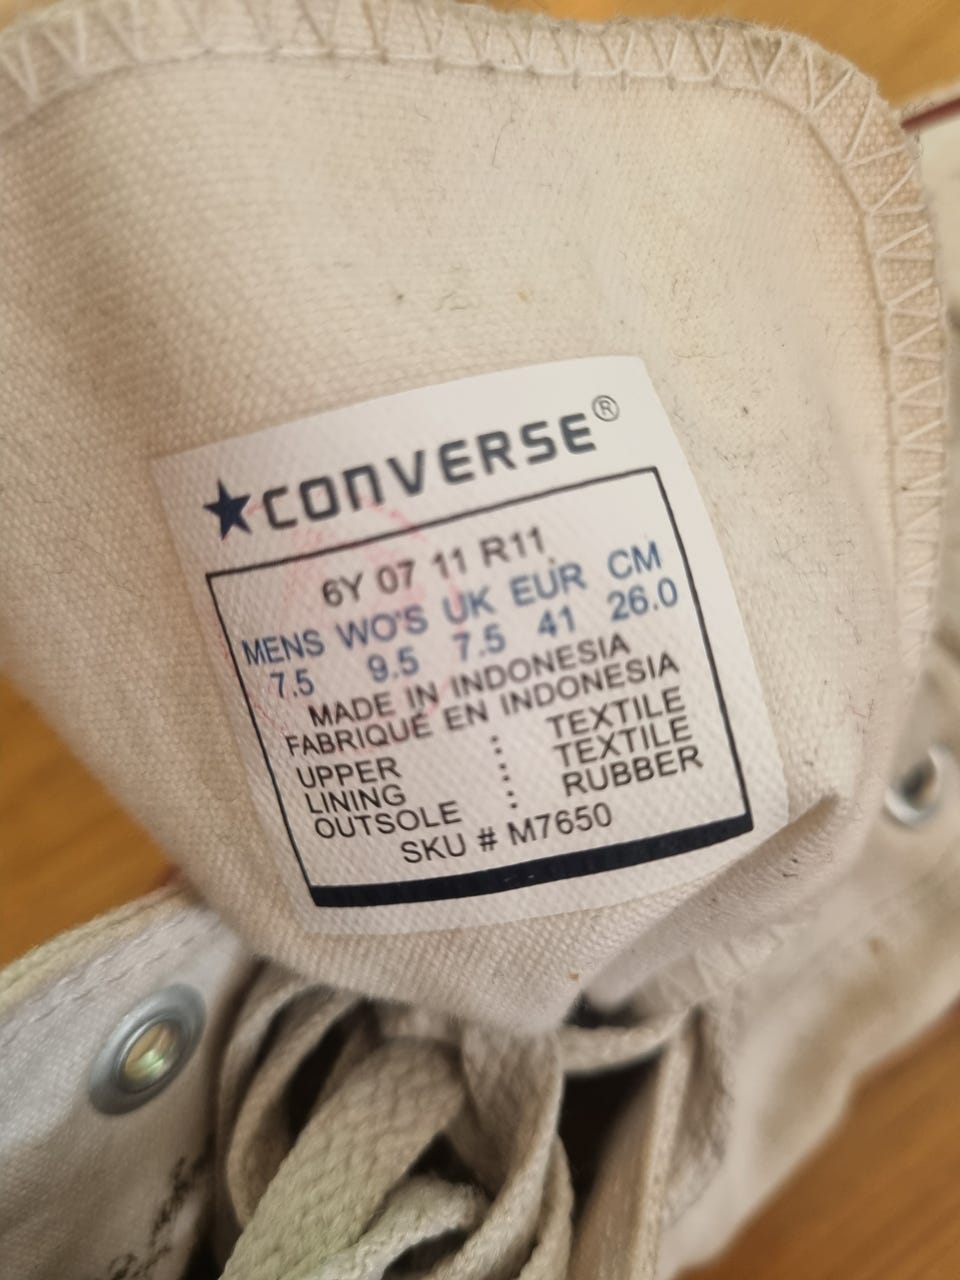 ★CONVERSE®
6Y 07 11 R11
MENS WO'S UK EUR CM
7.5 9.5 7.5 41 26.0
MADE IN INDONESIA
FABRIQUE EN INDONESIA
UPPER : TEXTILE
LINING : TEXTILE
OUTSOLE : RUBBER
SKU # M7650